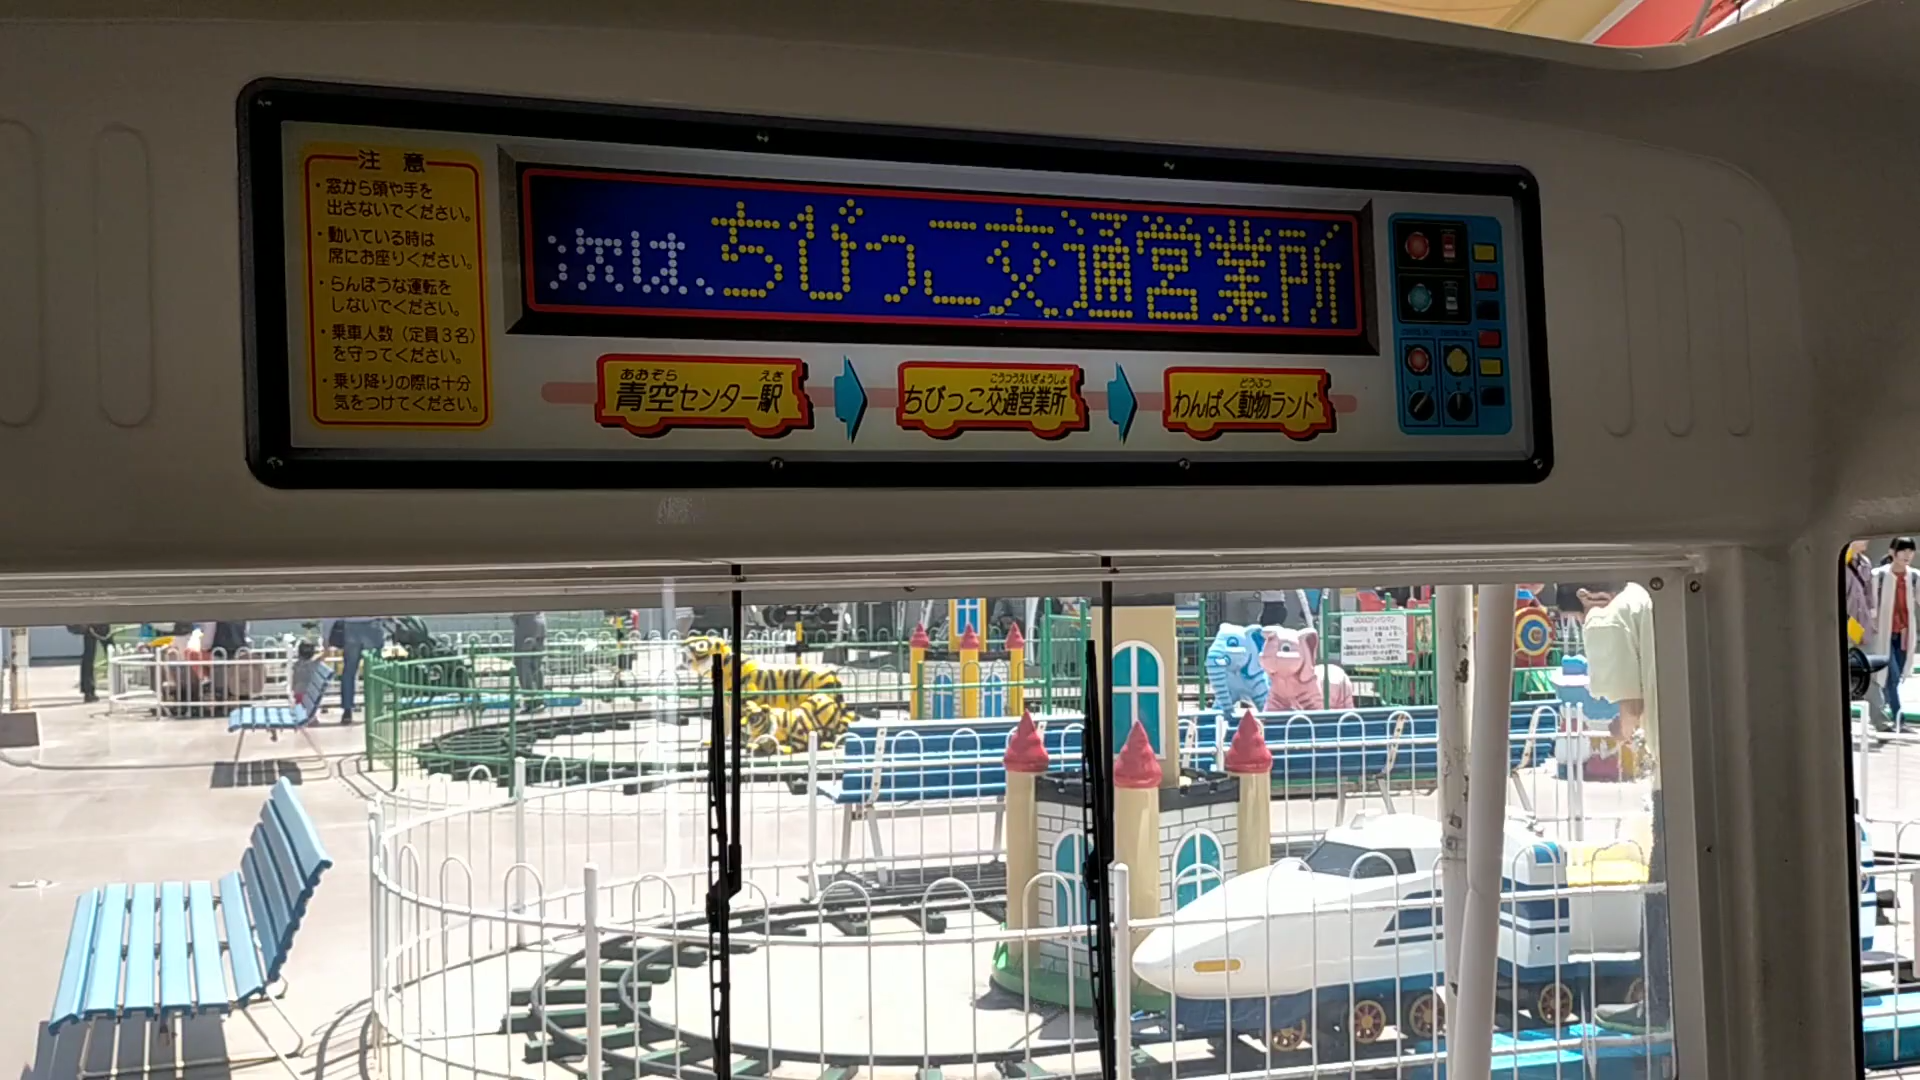 注 意
・窓から頭や手を
出さないでください。
・動いている時は
席にお座りください。
・らんぼうな運転を
しないでください。
・乗車人数（定員3名）
を守ってください。
・乗り降りの際は十分
気をつけてください。
次は、ちびっこ交通営業所
あおぞら えき
青空センター駅
こうつうえいぎょうしょ
ちびっこ交通営業所
どうぶつ
わんぱく動物ランド